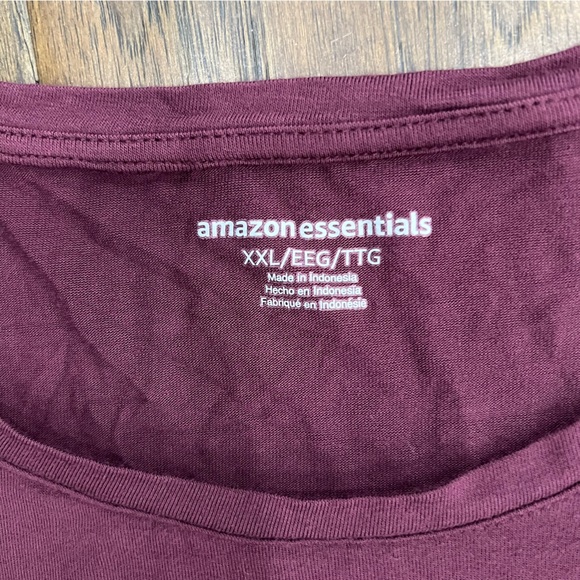 amazon essentials
XXL/EEG/TTG
Made in Indonesia
Hecho en Indonesia
Fabriqué en Indonésie